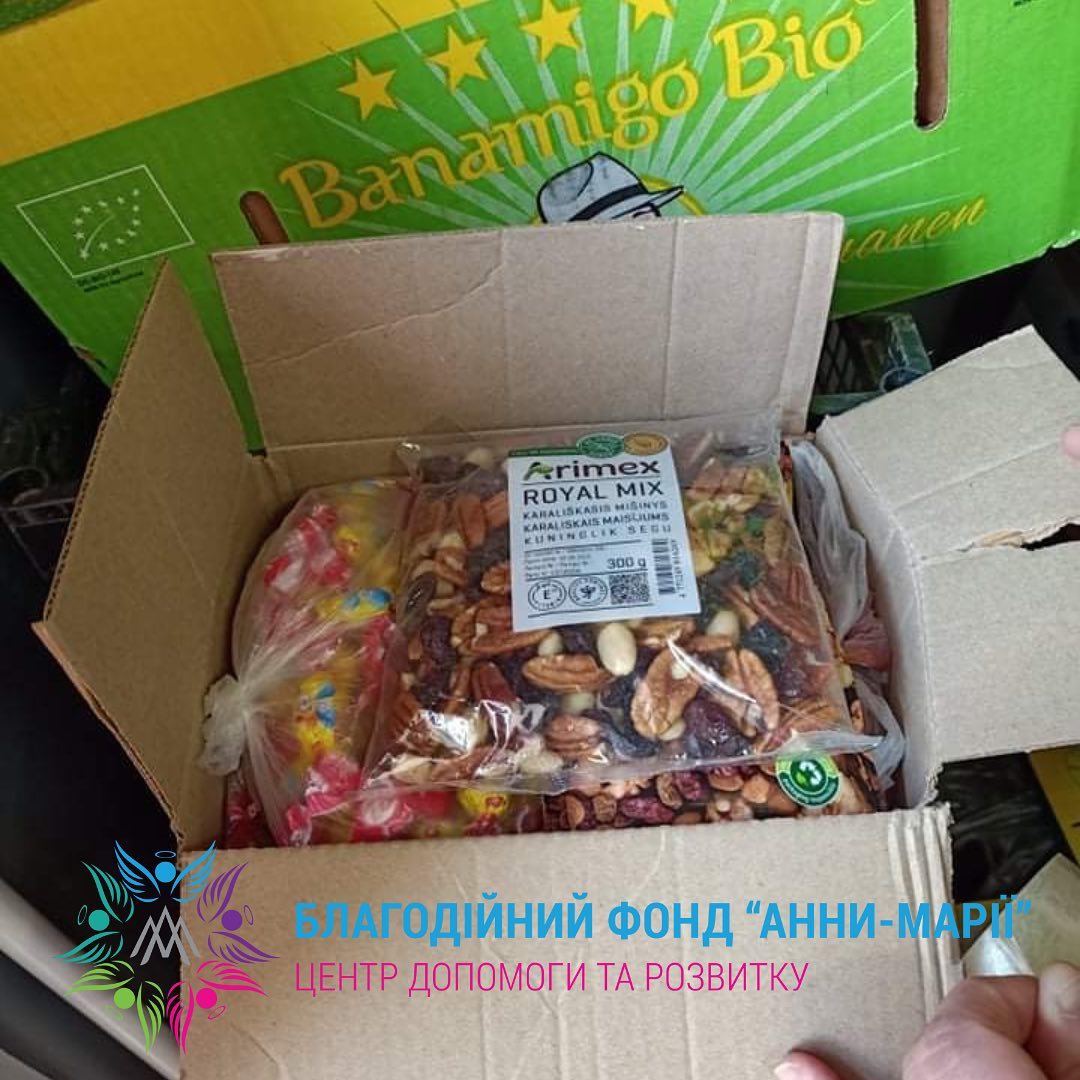 Banamigo Bio
Arimex
ROYAL MIX
KARALIŠKASIS MIŠINYS
KARALISKAIS MAISĪJUMS
KUNINGLIK SEGU
300 g
E
БЛАГОДІЙНИЙ ФОНД “АННИ-МАРІЇ”
ЦЕНТР ДОПОМОГИ ТА РОЗВИТКУ